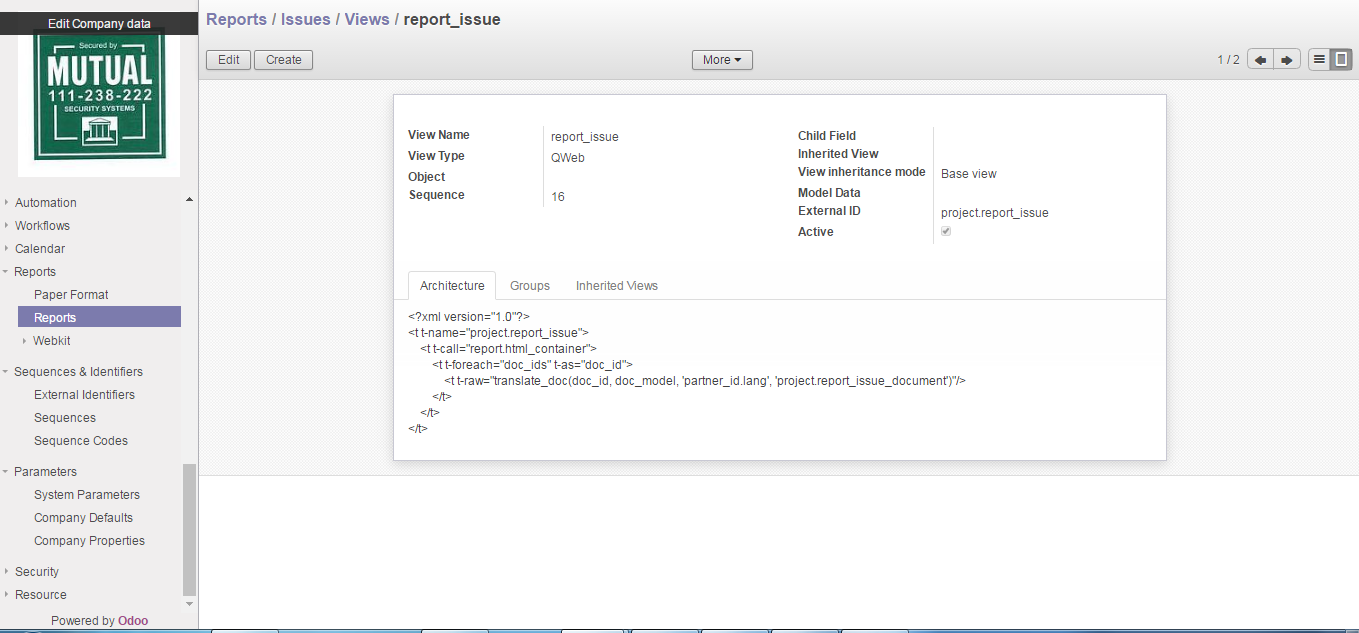 Edit Company data
Secured by
MUTUAL
111-238-222
SECURITY SYSTEMS
Automation
Workflows
Calendar
Reports
Paper Format
Reports
Webkit
Sequences & Identifiers
External Identifiers
Sequences
Sequence Codes
Parameters
System Parameters
Company Defaults
Company Properties
Security
Resource
Powered by Odoo
Reports / Issues / Views / report_issue
Edit Create More 1 / 2
View Name report_issue
View Type QWeb
Object
Sequence 16
Child Field
Inherited View
View inheritance mode Base view
Model Data
External ID project.report_issue
Active
Architecture Groups Inherited Views
<?xml version="1.0"?>
<t t-name="project.report_issue">
<t t-call="report.html_container">
<t t-foreach="doc_ids" t-as="doc_id">
<t t-raw="translate_doc(doc_id, doc_model, 'partner_id.lang', 'project.report_issue_document')"/>
</t>
</t>
</t>